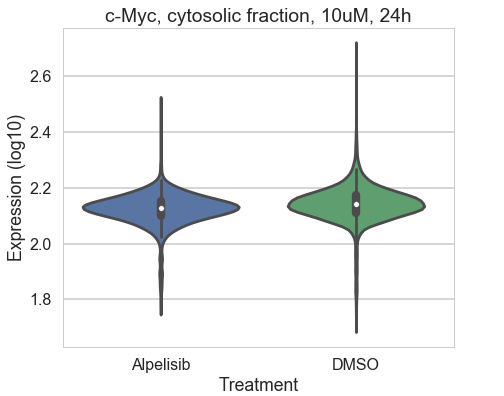 c-Myc, cytosolic fraction, 10uM, 24h
Expression (log10)
2.6
2.4
2.2
2.0
1.8
Alpelisib DMSO
Treatment